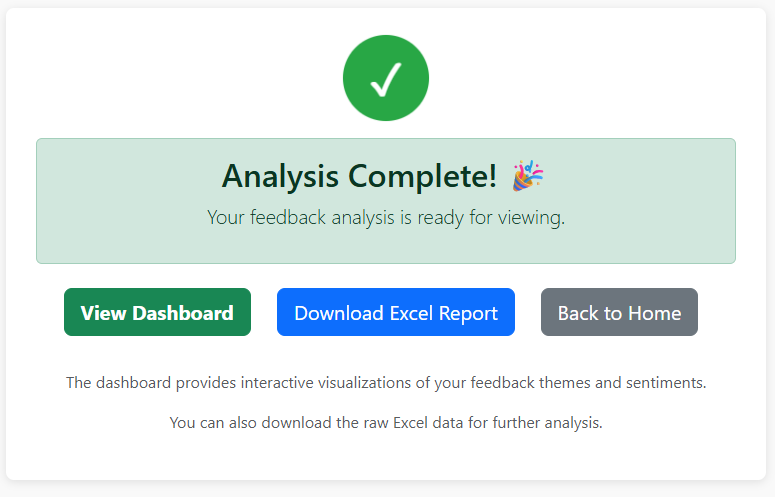 Analysis Complete! 🎉
Your feedback analysis is ready for viewing.
View Dashboard
Download Excel Report
Back to Home
The dashboard provides interactive visualizations of your feedback themes and sentiments.
You can also download the raw Excel data for further analysis.